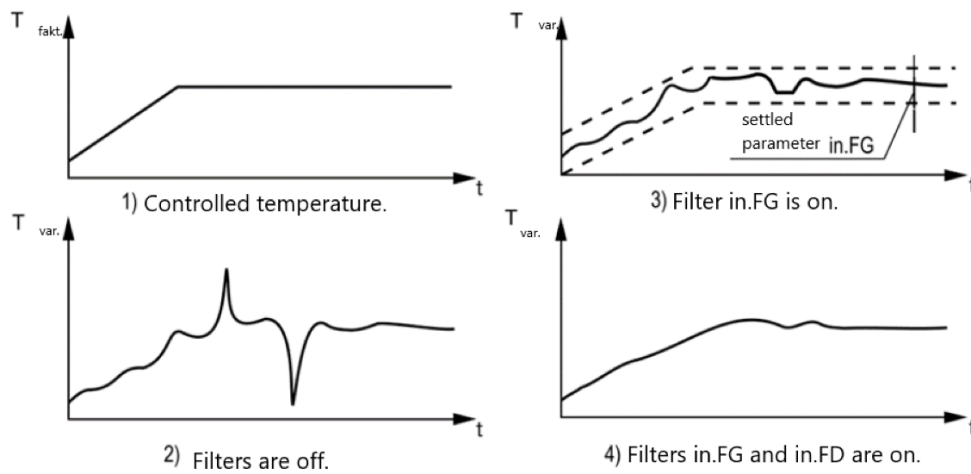 T fakt.
t
1) Controlled temperature.
T var.
settled
parameter in.FG
t
3) Filter in.FG is on.
T var.
t
2) Filters are off.
T var.
t
4) Filters in.FG and in.FD are on.